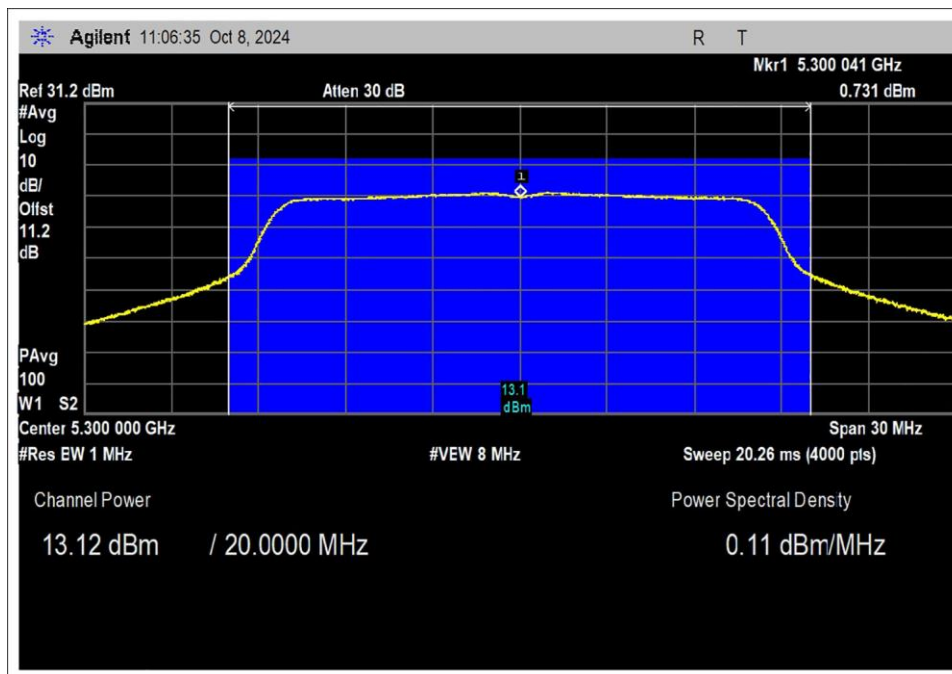 Agilent 11:06:35 Oct 8, 2024 R T
Mkr1 5.300 041 GHz
Ref 31.2 dBm Atten 30 dB 0.731 dBm
#Avg
Log
10
dB/
Offst
11.2
dB
1
PAvg
100
W1 S2
13.1
dBm
Center 5.300 000 GHz Span 30 MHz
#Res BW 1 MHz #VBW 8 MHz Sweep 20.26 ms (4000 pts)
Channel Power Power Spectral Density
13.12 dBm / 20.0000 MHz 0.11 dBm/MHz